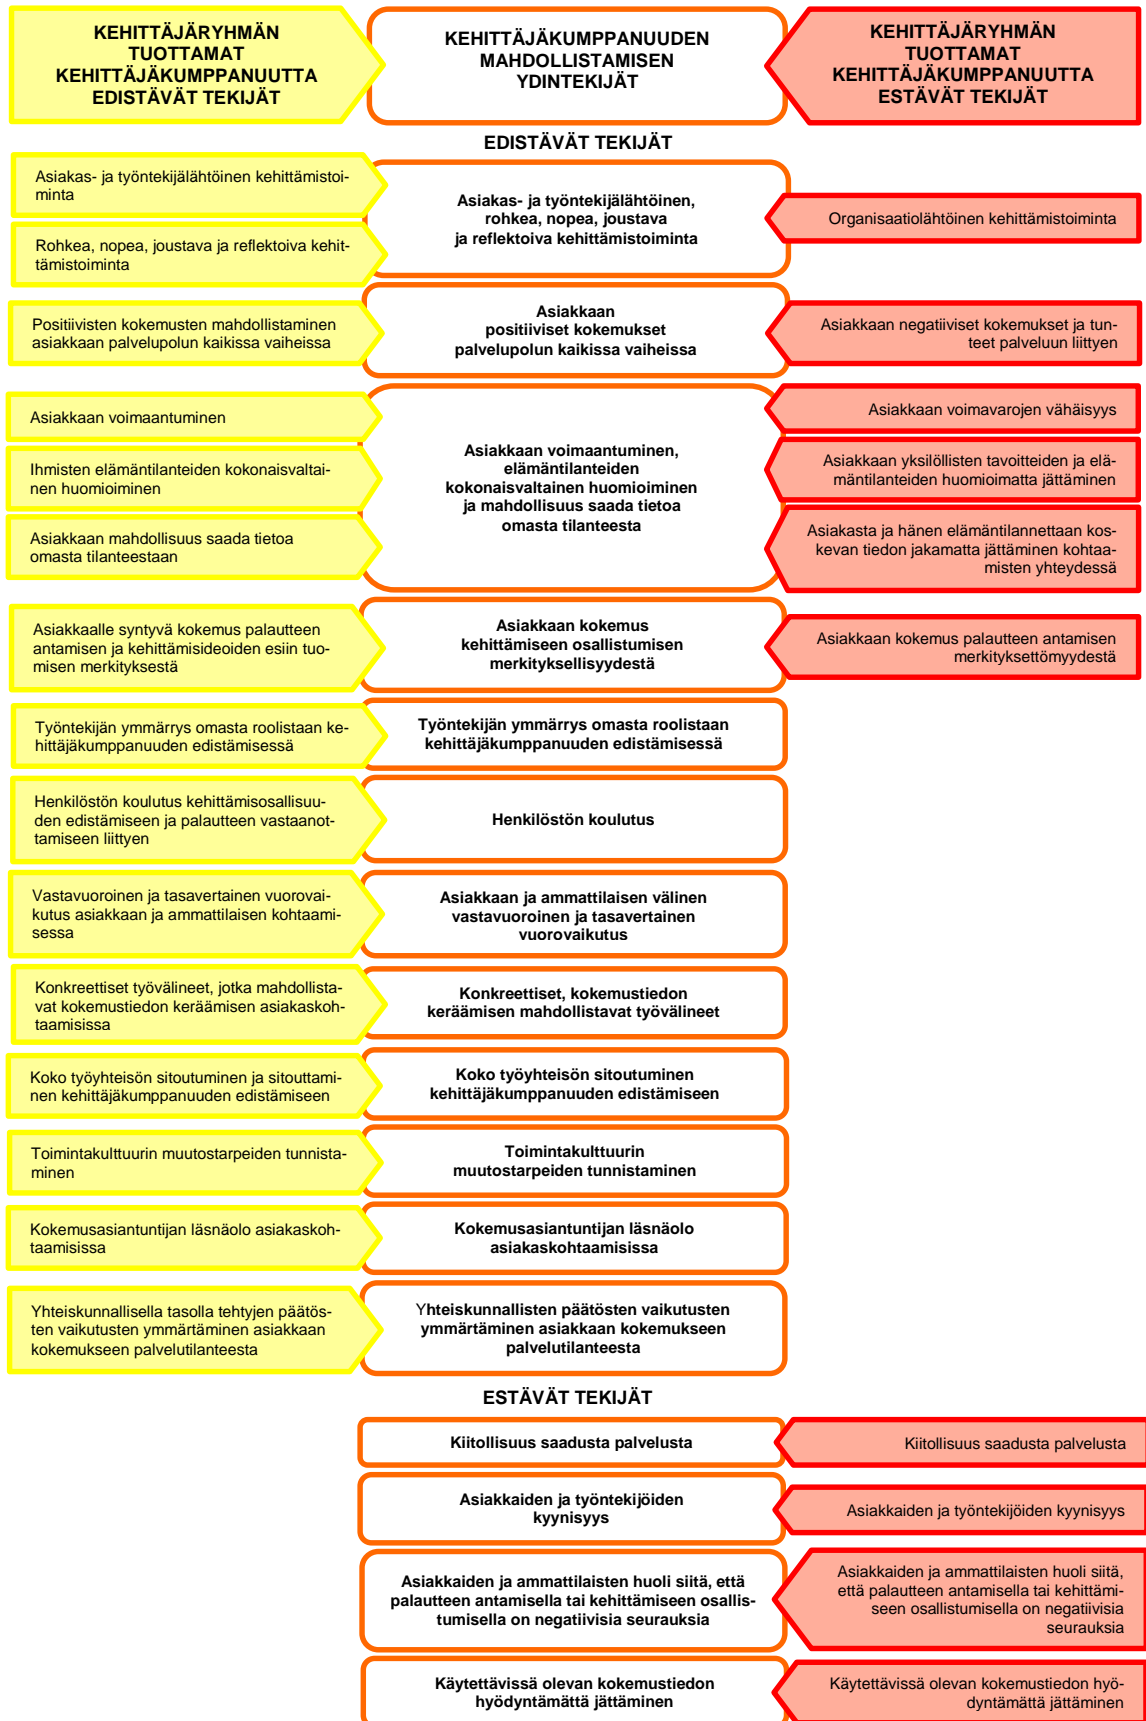 KEHITTÄJÄRYHMÄN
TUOTTAMAT
KEHITTÄJÄKUMPPANUUTTA
EDISTÄVÄT TEKIJÄT
KEHITTÄJÄKUMPPANUUDEN
MAHDOLLISTAMISEN
YDINTEKIJÄT
KEHITTÄJÄRYHMÄN
TUOTTAMAT
KEHITTÄJÄKUMPPANUUTTA
ESTÄVÄT TEKIJÄT
EDISTÄVÄT TEKIJÄT
Asiakas- ja työntekijälähtöinen kehittämistoi-
minta
Rohkea, nopea, joustava ja reflektoiva kehit-
tämistoiminta
Asiakas- ja työntekijälähtöinen,
rohkea, nopea, joustava
ja reflektoiva kehittämistoiminta
Organisaatiolähtöinen kehittämistoiminta
Positiivisten kokemusten mahdollistaminen
asiakkaan palvelupolun kaikissa vaiheissa
Asiakkaan
positiiviset kokemukset
palvelupolun kaikissa vaiheissa
Asiakkaan negatiiviset kokemukset ja tun-
teet palveluun liittyen
Asiakkaan voimaantuminen
Ihmisten elämäntilanteiden kokonaisvaltai-
nen huomioiminen
Asiakkaan mahdollisuus saada tietoa
omasta tilanteestaan
Asiakkaan voimaantuminen,
elämäntilanteiden
kokonaisvaltainen huomioiminen
ja mahdollisuus saada tietoa
omasta tilanteesta
Asiakkaan voimavarojen vähäisyys
Asiakkaan yksilöllisten tavoitteiden ja elä-
mäntilanteiden huomioimatta jättäminen
Asiakasta ja hänen elämäntilannettaan kos-
kevan tiedon jakamatta jättäminen kohtaa-
misten yhteydessä
Asiakkaalle syntyvä kokemus palautteen
antamisen ja kehittämisideoiden esiin tuo-
misen merkityksestä
Asiakkaan kokemus
kehittämiseen osallistumisen
merkityksellisyydestä
Asiakkaan kokemus palautteen antamisen
merkityksettömyydestä
Työntekijän ymmärrys omasta roolistaan ke-
hittäjäkumppanuuden edistämisessä
Työntekijän ymmärrys omasta roolistaan
kehittäjäkumppanuuden edistämisessä
Henkilöstön koulutus kehittämisosallisuu-
den edistämiseen ja palautteen vastaanot-
tamiseen liittyen
Henkilöstön koulutus
Vastavuoroinen ja tasavertainen vuorovai-
kutus asiakkaan ja ammattilaisen kohtaami-
sessa
Asiakkaan ja ammattilaisen välinen
vastavuoroinen ja tasavertainen
vuorovaikutus
Konkreettiset työvälineet, jotka mahdollista-
vat kokemustiedon keräämisen asiakaskoh-
taamisissa
Konkreettiset, kokemustiedon
keräämisen mahdollistavat työvälineet
Koko työyhteisön sitoutuminen ja sitouttami-
nen kehittäjäkumppanuuden edistämiseen
Koko työyhteisön sitoutuminen
kehittäjäkumppanuuden edistämiseen
Toimintakulttuurin muutostarpeiden tunnista-
minen
Toimintakulttuurin
muutostarpeiden tunnistaminen
Kokemusasiantuntijan läsnäolo asiakaskoh-
taamisissa
Kokemusasiantuntijan läsnäolo
asiakaskohtaamisissa
Yhteiskunnallisella tasolla tehtyjen päätös-
ten vaikutusten ymmärtäminen asiakkaan
kokemukseen palvelutilanteesta
Yhteiskunnallisten päätösten vaikutusten
ymmärtäminen asiakkaan kokemukseen
palvelutilanteesta
ESTÄVÄT TEKIJÄT
Kiitollisuus saadusta palvelusta
Kiitollisuus saadusta palvelusta
Asiakkaiden ja työntekijöiden
kyynisyys
Asiakkaiden ja työntekijöiden kyynisyys
Asiakkaiden ja ammattilaisten huoli siitä, että
palautteen antamisella tai kehittämiseen osallis-
tumisella on negatiivisia seurauksia
Asiakkaiden ja ammattilaisten huoli siitä,
että palautteen antamisella tai kehittämi-
seen osallistumisella on negatiivisia
seurauksia
Käytettävissä olevan kokemustiedon
hyödyntämättä jättäminen
Käytettävissä olevan kokemustiedon hyö-
dyntämättä jättäminen